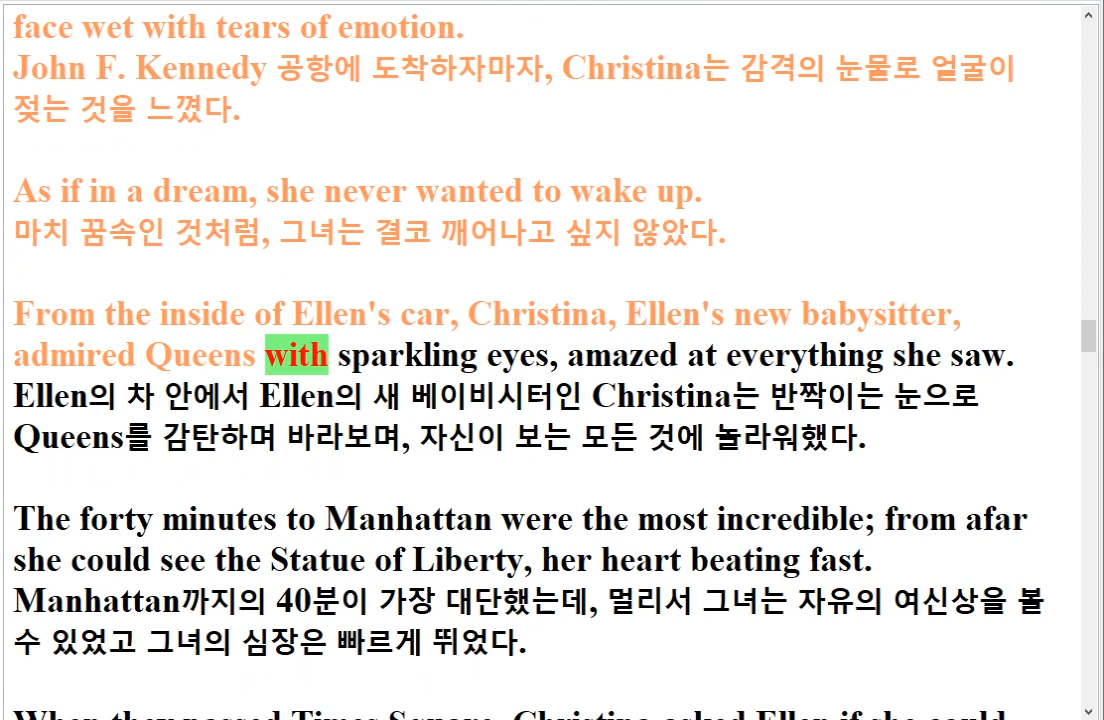 face wet with tears of emotion.
John F. Kennedy 공항에 도착하자마자, Christina는 감격의 눈물로 얼굴이
젖는 것을 느꼈다.
As if in a dream, she never wanted to wake up.
마치 꿈속인 것처럼, 그녀는 결코 깨어나고 싶지 않았다.
From the inside of Ellen's car, Christina, Ellen's new babysitter,
admired Queens with sparkling eyes, amazed at everything she saw.
Ellen의 차 안에서 Ellen의 새 베이비시터인 Christina는 반짝이는 눈으로
Queens를 감탄하며 바라보며, 자신이 보는 모든 것에 놀라워했다.
The forty minutes to Manhattan were the most incredible; from afar
she could see the Statue of Liberty, her heart beating fast.
Manhattan까지의 40분이 가장 대단했는데, 멀리서 그녀는 자유의 여신상을 볼
수 있었고 그녀의 심장은 빠르게 뛰었다.
When they passed Times Square, Christina asked Ellen if she could